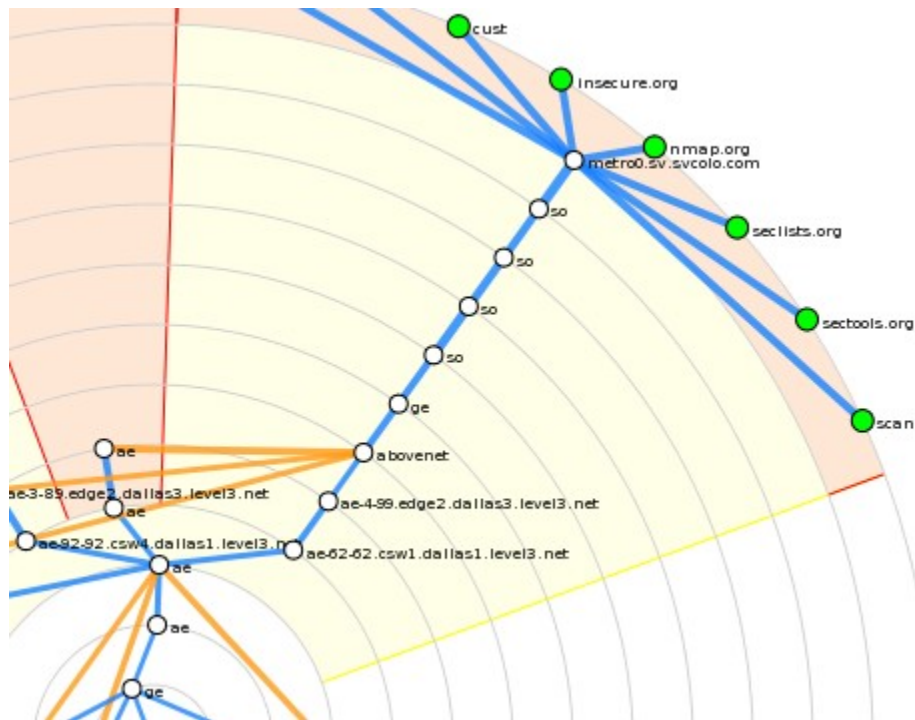 cust
insecure.org
nmap.org
metro0.sv.svcolo.com
so
seclists.org
so
so
sectools.org
so
ge
scan
ae
abovenet
ae-3-89.edge2.dallas3.level3.net
ae-4-99.edge2.dallas3.level3.net
ae
ae-92-92.csw4.dallas1.level3.net
ae-62-62.csw1.dallas1.level3.net
ae
ae
ge